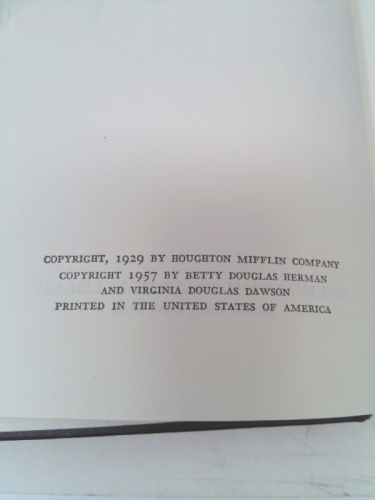 COPYRIGHT, 1929 BY HOUGHTON MIFFLIN COMPANY
COPYRIGHT 1957 BY BETTY DOUGLAS HERMAN
AND VIRGINIA DOUGLAS DAWSON
PRINTED IN THE UNITED STATES OF AMERICA